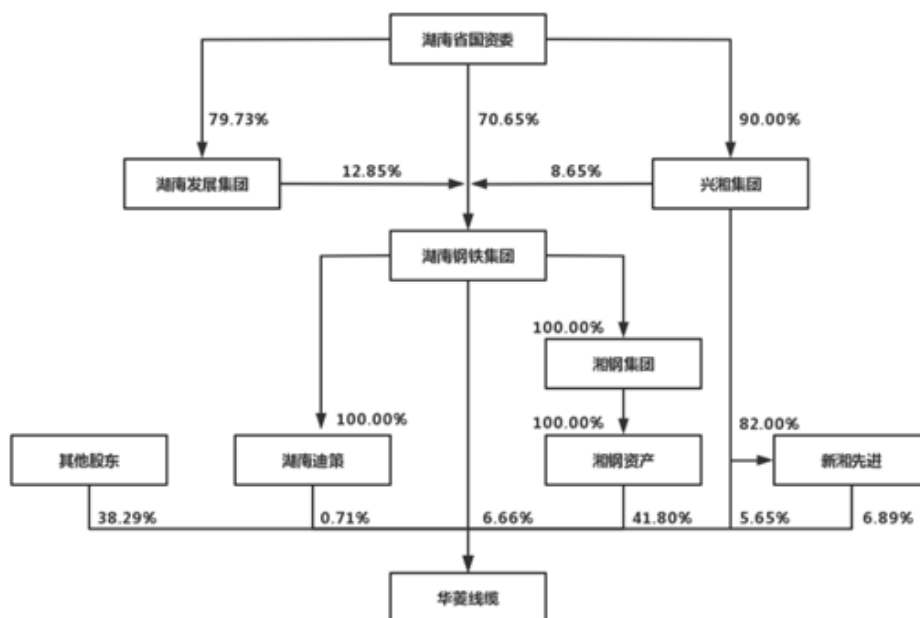 湖南省国资委
79.73%
70.65%
90.00%
湖南发展集团
12.85%
8.65%
兴湘集团
湖南钢铁集团
100.00%
湘钢集团
100.00%
100.00%
82.00%
其他股东
湖南迪策
湘钢资产
新湘先进
38.29%
0.71%
6.66%
41.80%
5.65%
6.89%
华菱线缆